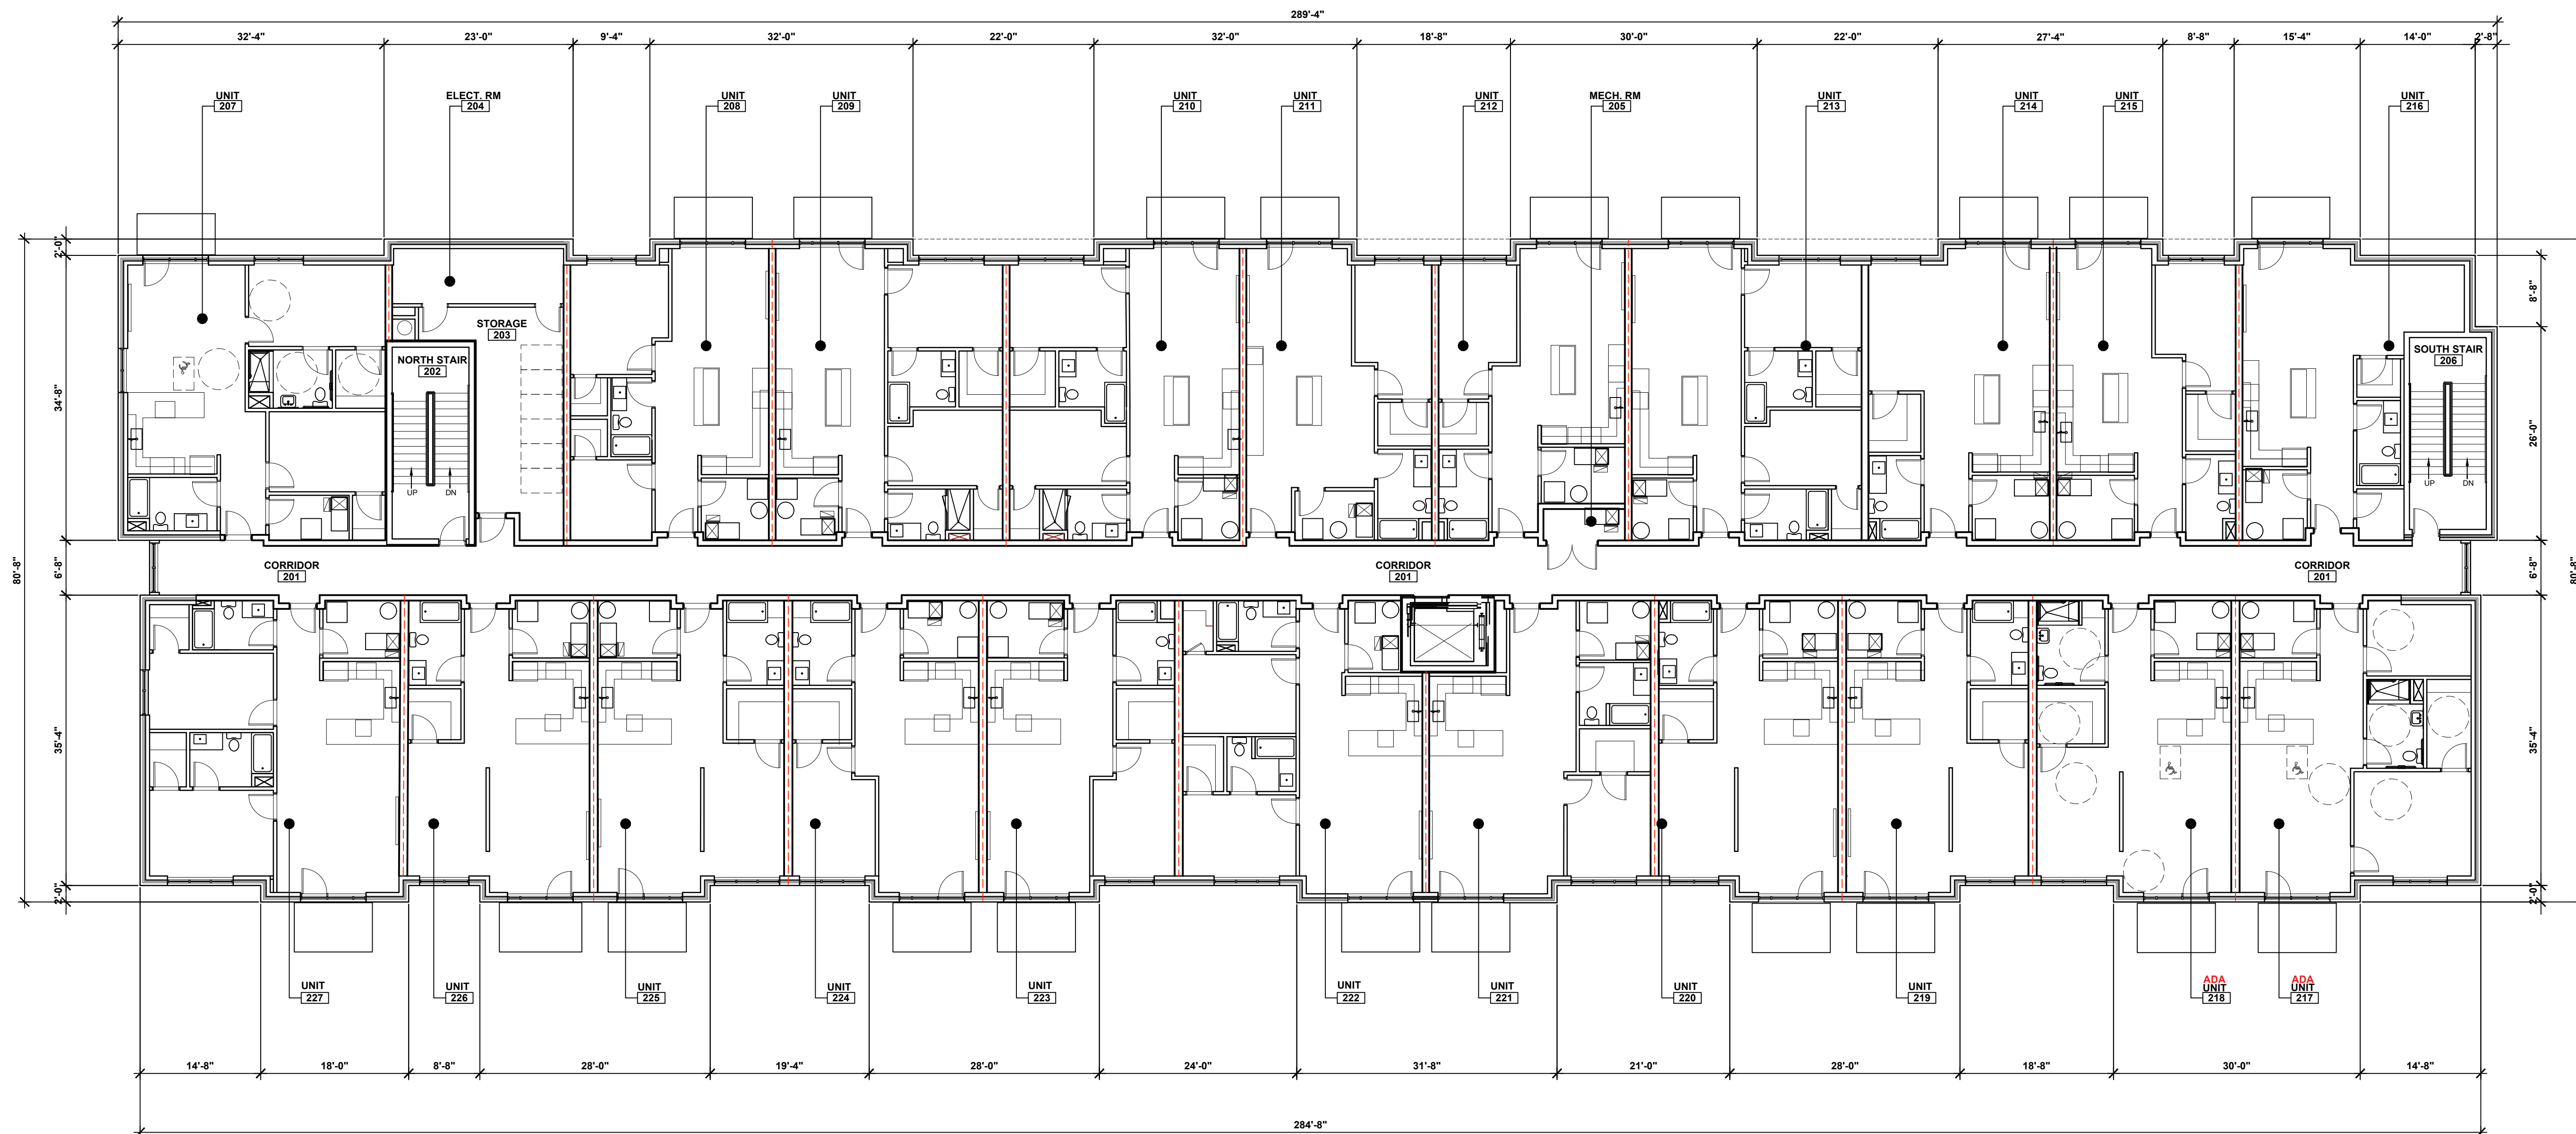 289'-4"
32'-4" 23'-0" 9'-4" 32'-0" 22'-0" 32'-0" 18'-8" 30'-0" 22'-0" 27'-4" 8'-8" 15'-4" 14'-0" 2'-8"
UNIT
207
ELECT. RM
204
UNIT
208
UNIT
209
UNIT
210
UNIT
211
UNIT
212
MECH. RM
205
UNIT
213
UNIT
214
UNIT
215
UNIT
216
2'-0"
34'-8"
6'-8"
35'-4"
2'-0"
80'-8"
STORAGE
203
NORTH STAIR
202
UP DN
SOUTH STAIR
206
UP DN
8'-8"
26'-0"
6'-8"
35'-4"
2'-0"
80'-8"
CORRIDOR
201
CORRIDOR
201
CORRIDOR
201
UNIT
227
UNIT
226
UNIT
225
UNIT
224
UNIT
223
UNIT
222
UNIT
221
UNIT
220
UNIT
219
ADA
UNIT
218
ADA
UNIT
217
14'-8" 18'-0" 8'-8" 28'-0" 19'-4" 28'-0" 24'-0" 31'-8" 21'-0" 28'-0" 18'-8" 30'-0" 14'-8"
284'-8"